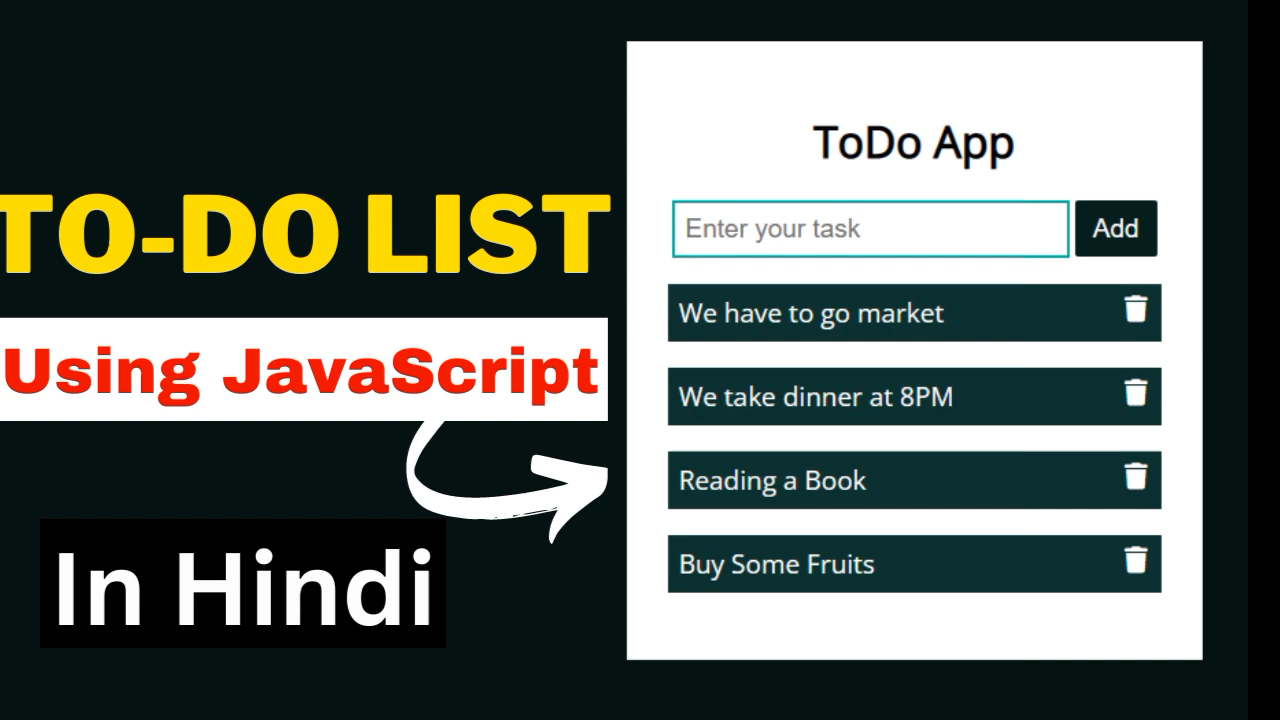 TO-DO LIST
Using JavaScript
In Hindi
ToDo App
Enter your task
Add
We have to go market
We take dinner at 8PM
Reading a Book
Buy Some Fruits